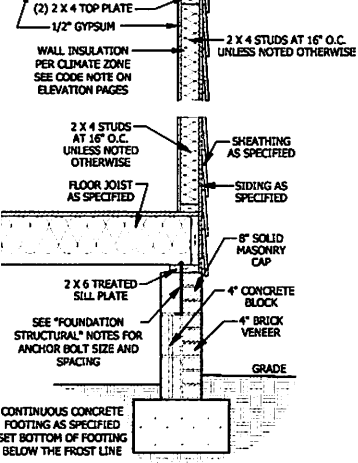 (2) 2 X 4 TOP PLATE
1/2" GYPSUM
WALL INSULATION
PER CLIMATE ZONE
SEE CODE NOTE ON
ELEVATION PAGES
2 X 4 STUDS AT 16" O.C.
UNLESS NOTED OTHERWISE
2 X 4 STUDS
AT 16" O.C.
UNLESS NOTED
OTHERWISE
SHEATHING
AS SPECIFIED
FLOOR JOIST
AS SPECIFIED
SIDING AS
SPECIFIED
8" SOLID
MASONRY
CAP
2 X 6 TREATED
SILL PLATE
4" CONCRETE
BLOCK
SEE "FOUNDATION
STRUCTURAL" NOTES FOR
ANCHOR BOLT SIZE AND
SPACING
4" BRICK
VENEER
GRADE
CONTINUOUS CONCRETE
FOOTING AS SPECIFIED
SET BOTTOM OF FOOTING
BELOW THE FROST LINE